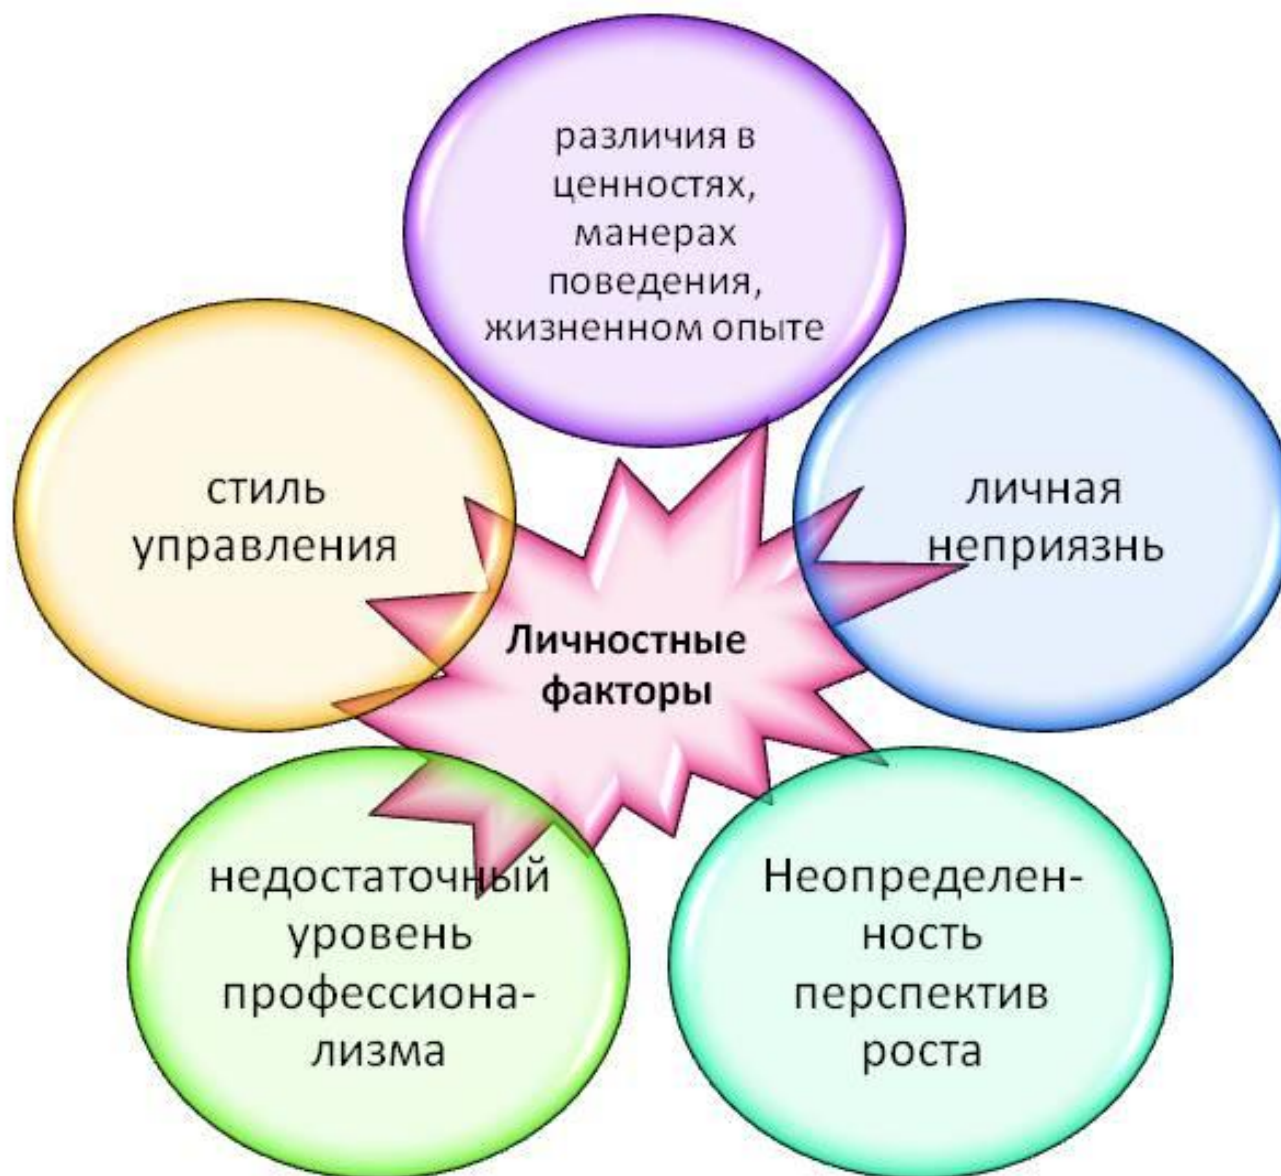 различия в
ценностях,
манерах
поведения,
жизненном опыте
стиль
управления
личная
неприязнь
Личностные
факторы
недостаточный
уровень
профессиона-
лизма
Неопределен-
ность
перспектив
роста